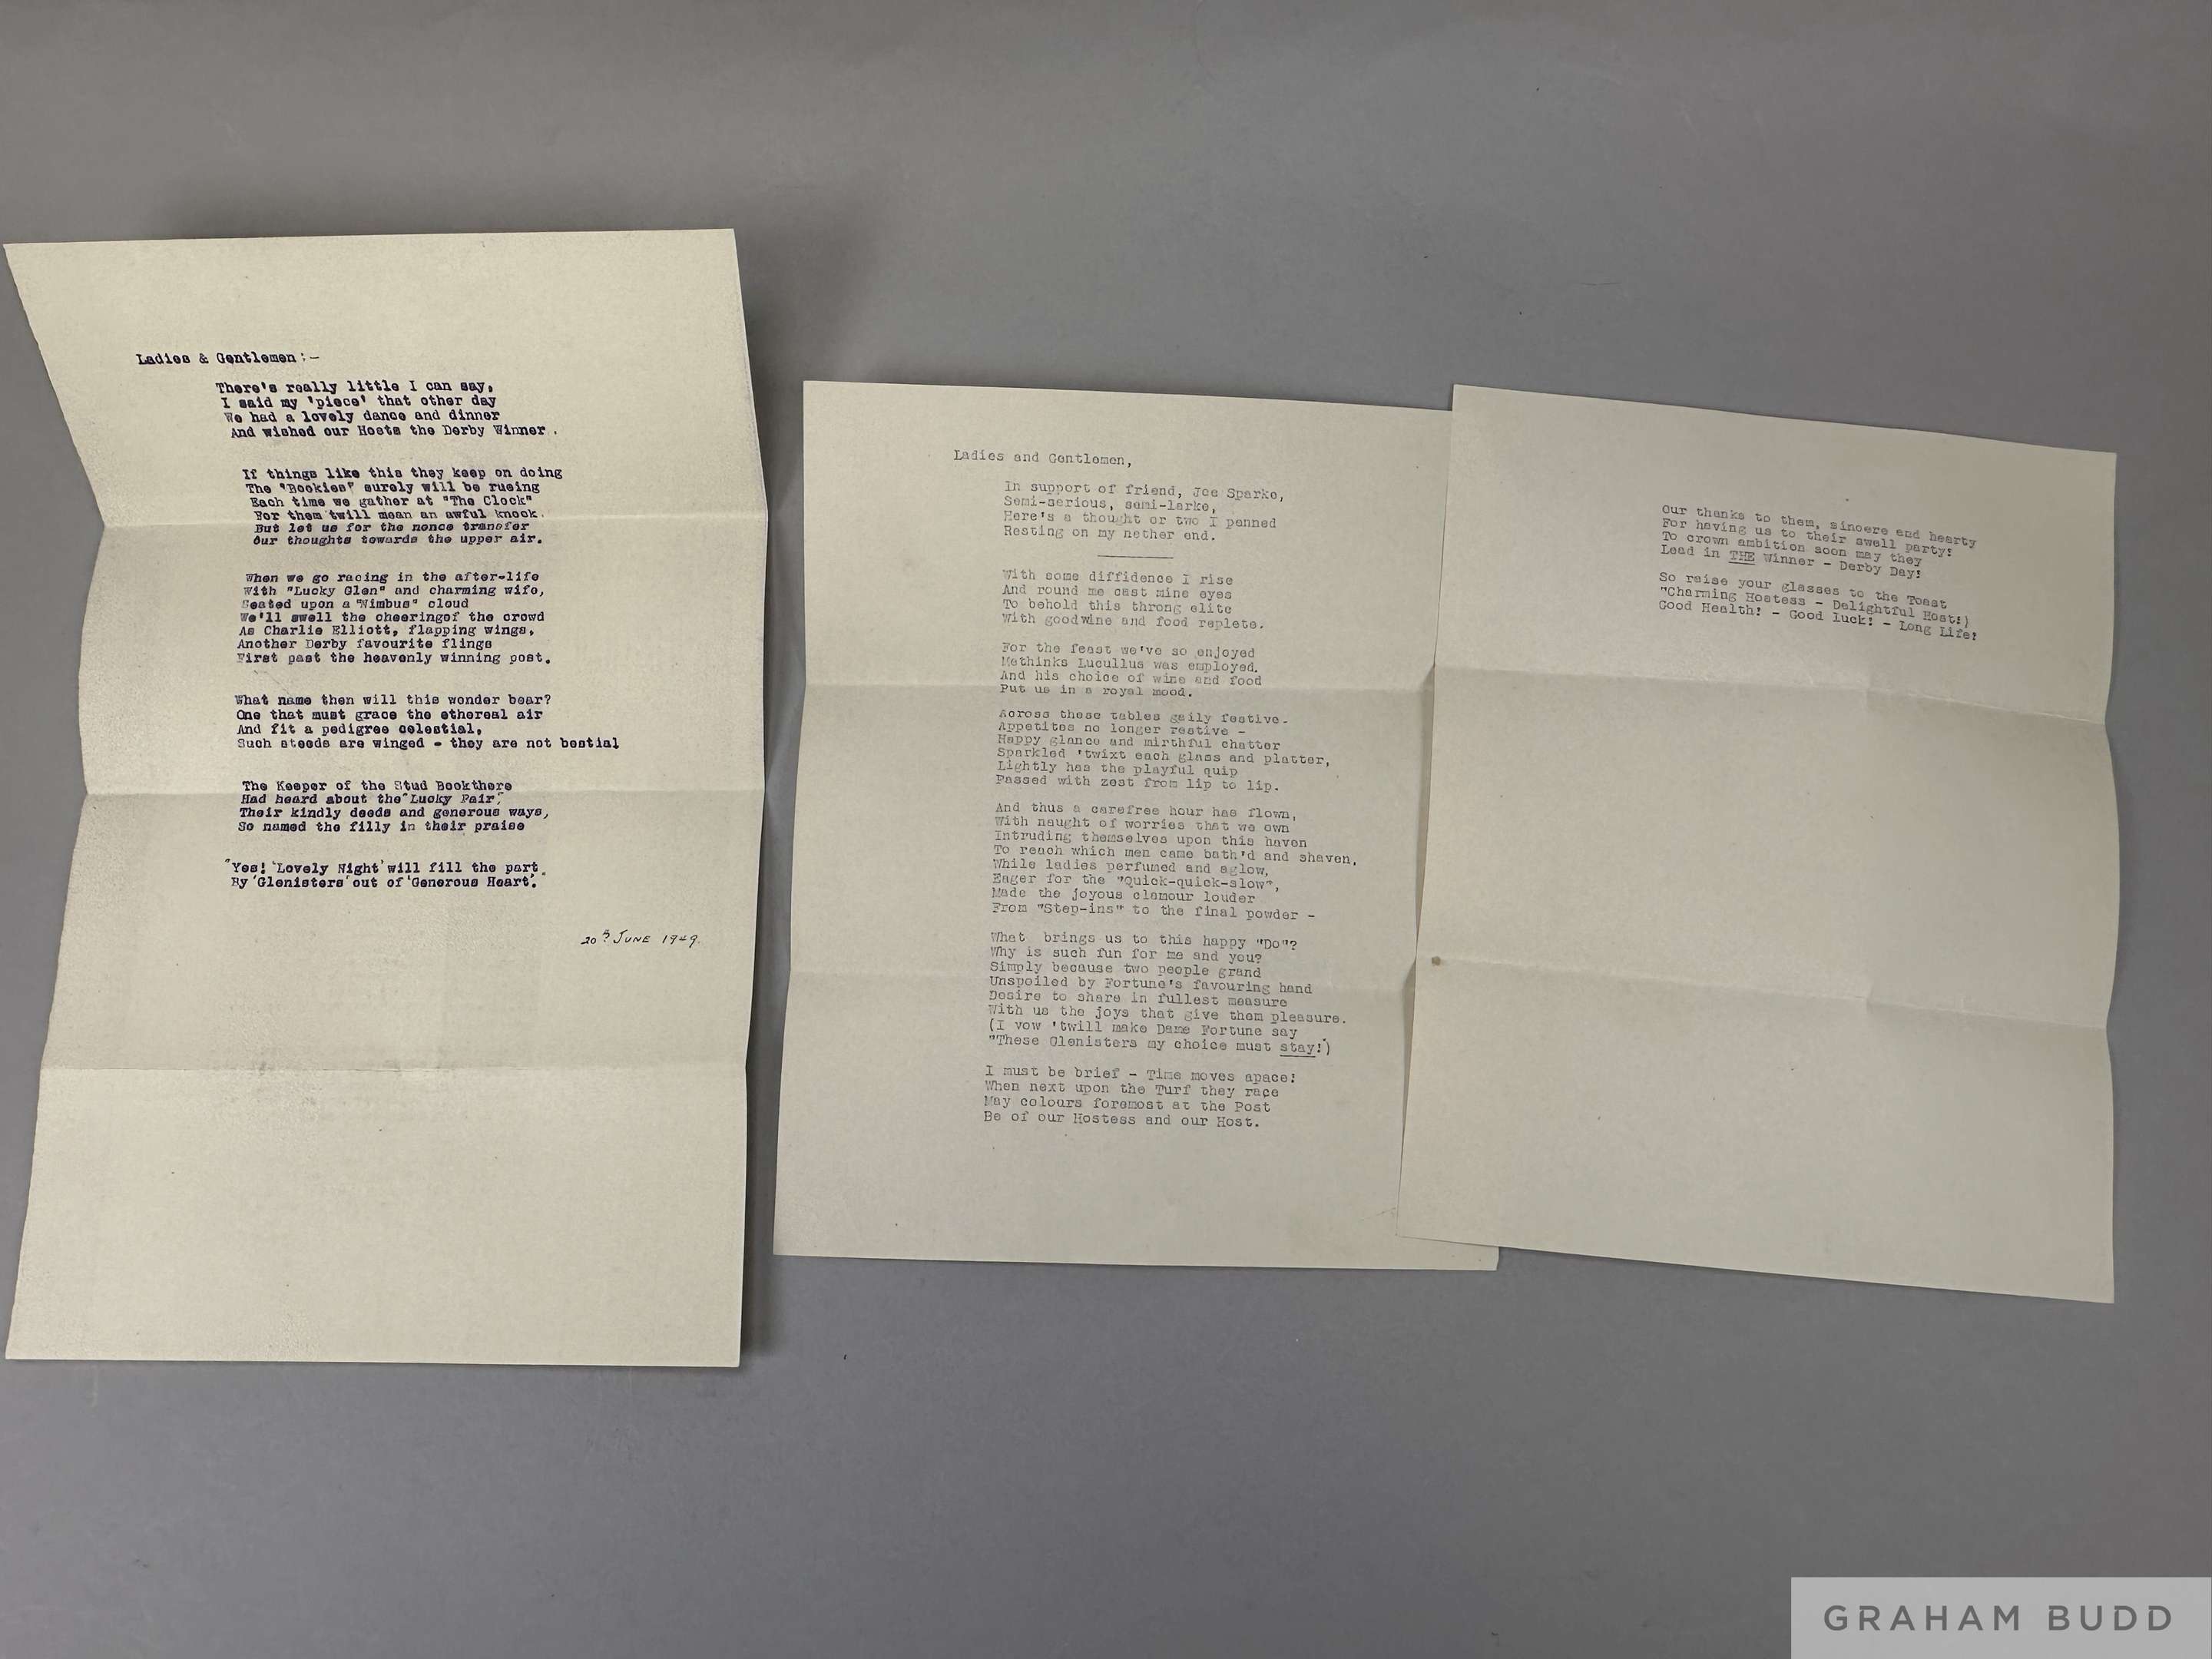 Ladies & Gentlemen:-
There's really little I can say,
I said my 'piece' that other day
We had a lovely dance and dinner
And wished our Hosts the Derby Winner.
If things like this they keep on doing
The "Bookies" surely will be rueing
Each time we gather at "The Clock"
For them 'twill mean an awful knock.
But let us for the nonce transfer
Our thoughts towards the upper air.
When we go racing in the after-life
With "Lucky Glen" and charming wife,
Seated upon a "Nimbus" cloud
We'll swell the cheeringof the crowd
As Charlie Elliott, flapping wings,
Another Derby favourite flings
First past the heavenly winning post.
What name then will this wonder bear?
One that must grace the ethereal air
And fit a pedigree celestial,
Such steeds are winged - they are not bestial
The Keeper of the Stud Bookthere
Had heard about the "Lucky Pair",
Their kindly deeds and generous ways,
So named the filly in their praise
"Yes! 'Lovely Night' will fill the part
By 'Glenisters' out of 'Generous Heart'."
20th JUNE 1949.
Ladies and Gentlemen,
In support of friend, Joe Sparke,
Semi-serious, semi-larke,
Here's a thought or two I penned
Resting on my nether end.
With some diffidence I rise
And round me cast mine eyes
To behold this throng elite
With goodwine and food replete.
For the feast we've so enjoyed
Methinks Lucullus was employed.
And his choice of wine and food
Put us in a royal mood.
Across these tables gaily festive-
Appetites no longer restive -
Happy glance and mirthful chatter
Sparkled 'twixt each glass and platter,
Lightly has the playful quip
Passed with zest from lip to lip.
And thus a carefree hour has flown,
With naught of worries that we own
Intruding themselves upon this haven
To reach which men came bath'd and shaven,
While ladies perfumed and aglow,
Eager for the "Quick-quick-slow",
Made the joyous clamour louder
From "Step-ins" to the final powder -
What brings us to this happy "Do"?
Why is such fun for me and you?
Simply because two people grand
Unspoiled by Fortune's favouring hand
Desire to share in fullest measure
With us the joys that give them pleasure.
(I vow 'twill make Dame Fortune say
"These Glenisters my choice must stay!")
I must be brief - Time moves apace!
When next upon the Turf they race
May colours foremost at the Post
Be of our Hostess and our Host.
Our thanks to them, sincere end hearty
For having us to their swell party!
To crown ambition soon may they
Lead in THE Winner - Derby Day!
So raise your glasses to the Toast
"Charming Hostess - Delightful Host!)
Good Health! - Good luck! - Long Life!
GRAHAM BUDD